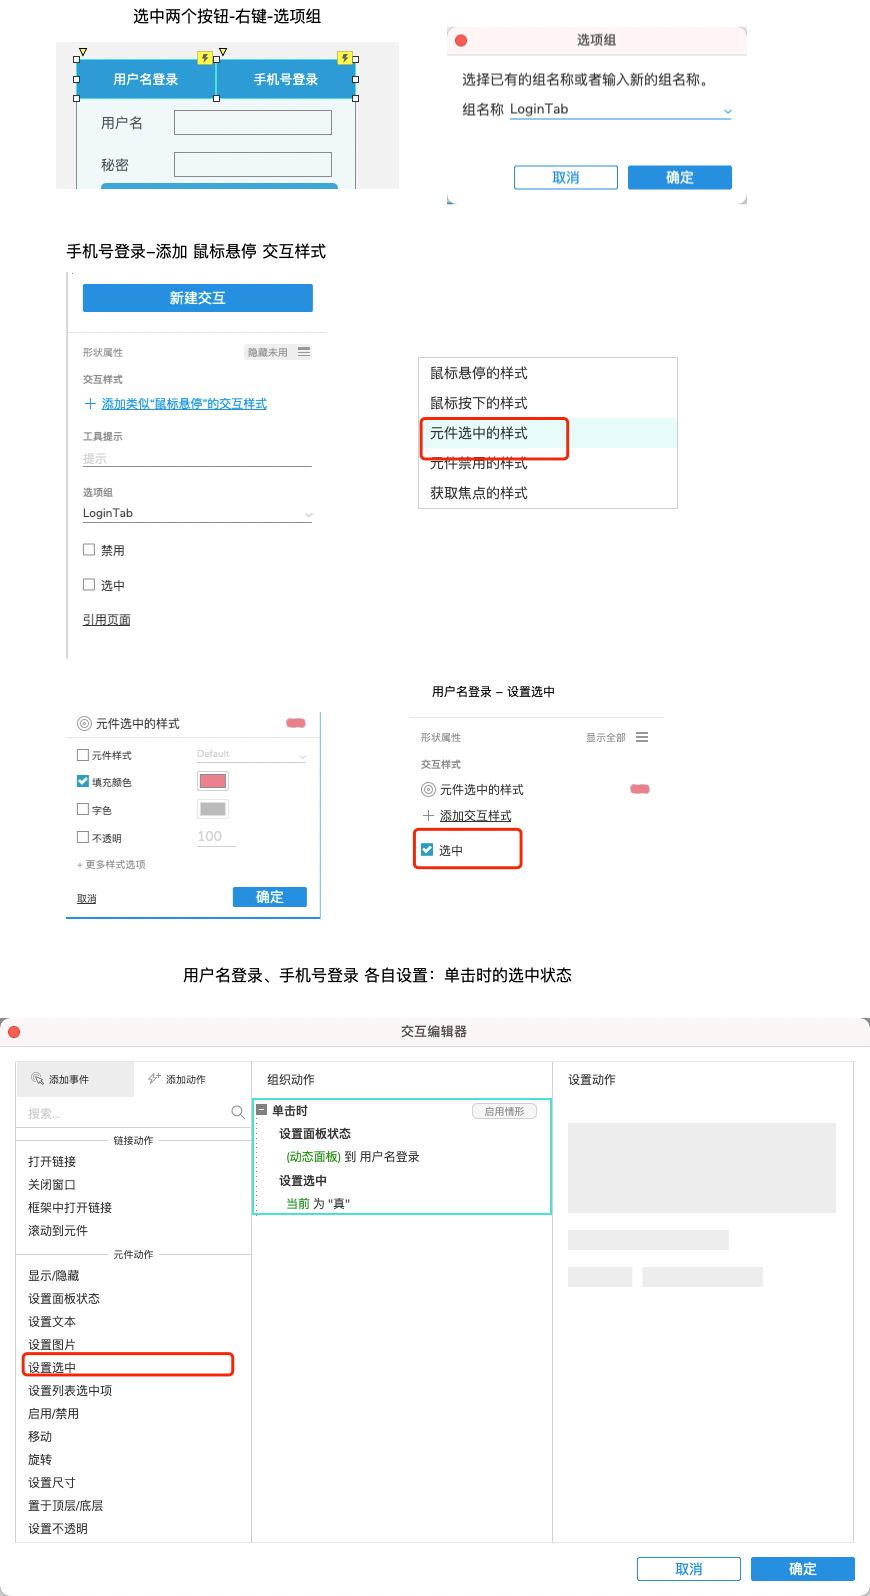 选中两个按钮-右键-选项组
用户名登录
手机号登录
用户名
秘密
选项组
选择已有的组名称或者输入新的组名称。
组名称 LoginTab
取消
确定
手机号登录-添加 鼠标悬停 交互样式
新建交互
形状属性
隐藏未用
交互样式
添加类似“鼠标悬停”的交互样式
工具提示
提示
选项组
LoginTab
禁用
选中
引用页面
鼠标悬停的样式
鼠标按下的样式
元件选中的样式
元件禁用的样式
获取焦点的样式
元件选中的样式
元件样式
Default
填充颜色
字色
不透明
100
+ 更多样式选项
取消
确定
用户名登录 - 设置选中
形状属性
显示全部
交互样式
元件选中的样式
添加交互样式
选中
用户名登录、手机号登录 各自设置：单击时的选中状态
交互编辑器
添加事件
添加动作
搜索...
链接动作
打开链接
关闭窗口
框架中打开链接
滚动到元件
元件动作
显示/隐藏
设置面板状态
设置文本
设置图片
设置选中
设置列表选中项
启用/禁用
移动
旋转
设置尺寸
置于顶层/底层
设置不透明
组织动作
单击时
启用情形
设置面板状态
(动态面板) 到 用户名登录
设置选中
当前 为 "真"
设置动作
取消
确定